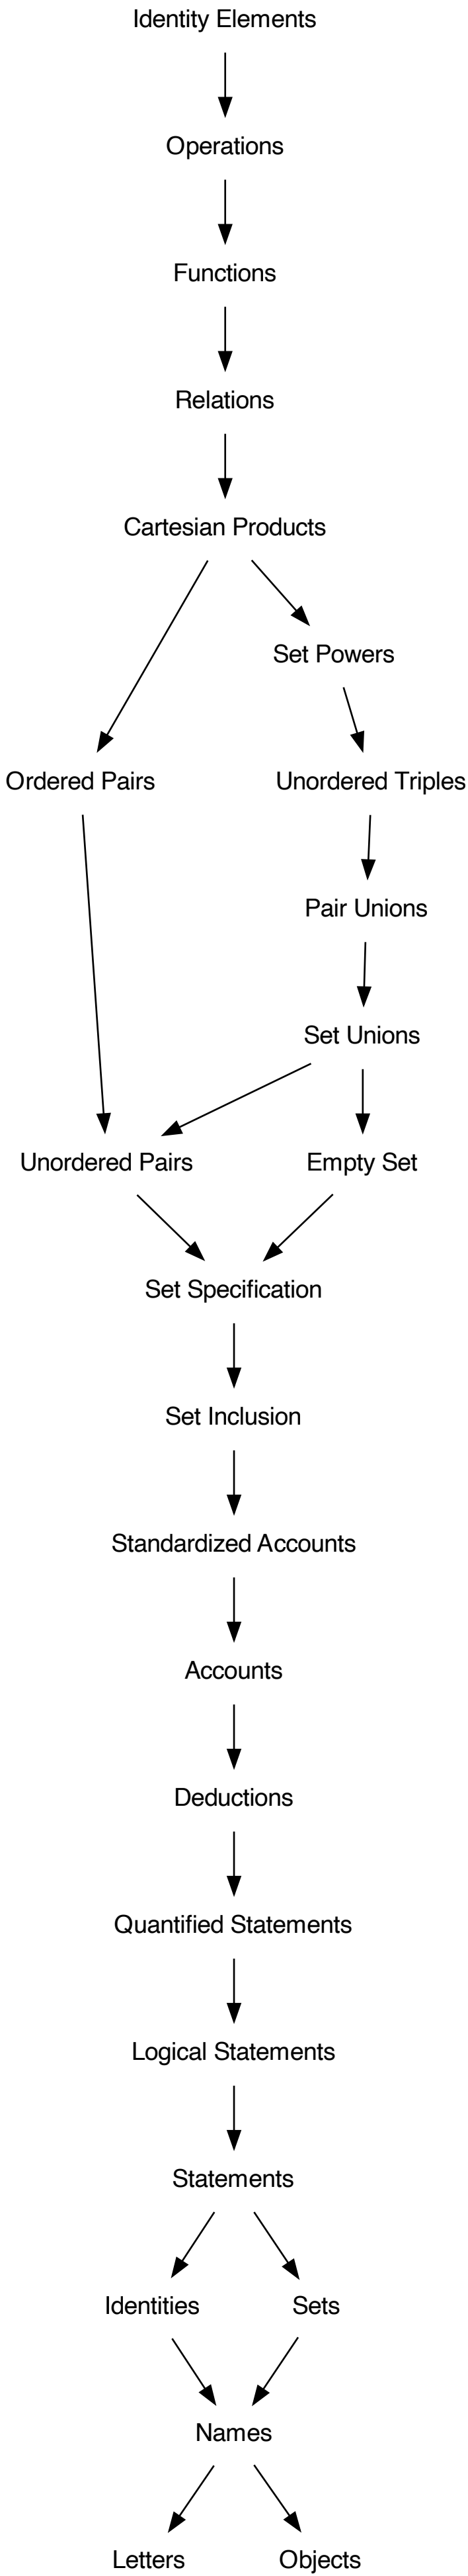 Identity Elements
Operations
Functions
Relations
Cartesian Products
Set Powers
Ordered Pairs
Unordered Triples
Pair Unions
Set Unions
Unordered Pairs
Empty Set
Set Specification
Set Inclusion
Standardized Accounts
Accounts
Deductions
Quantified Statements
Logical Statements
Statements
Identities
Sets
Names
Letters
Objects